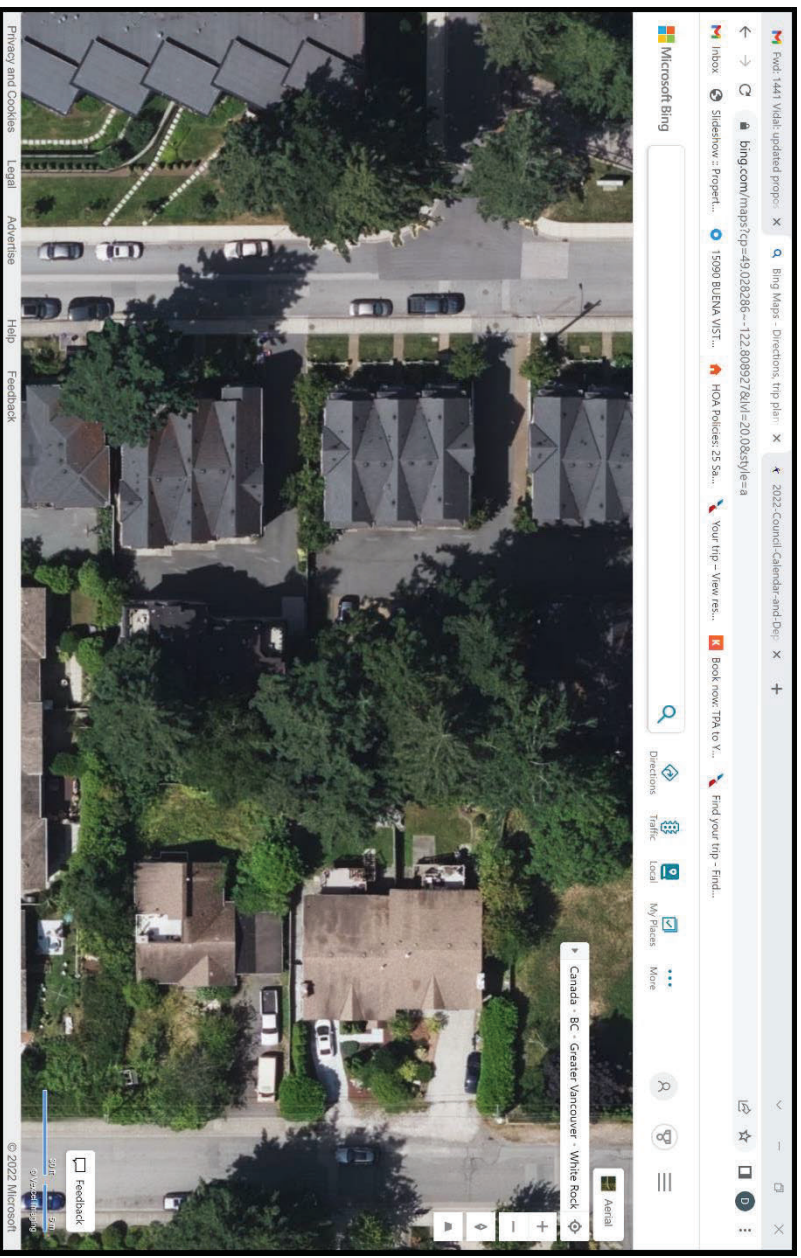 Fwd: 1441 Vidal: updated propo
Bing Maps - Directions, trip plan
2022-Council-Calendar-and-Dep
bing.com/maps?cp=49.028286~-122.808927&lvl=20.0&style=a
D
Inbox
Slideshow :: Propert...
15090 BUENA VIST...
HOA Policies: 25 Sa...
Your trip – View res...
K
Book now: TPA to Y...
Find your trip - Find...
Microsoft Bing
Directions
Traffic
Local
My Places
More
Canada · BC · Greater Vancouver · White Rock
Aerial
Feedback
Privacy and Cookies
Legal
Advertise
Help
Feedback
© 2022 Microsoft